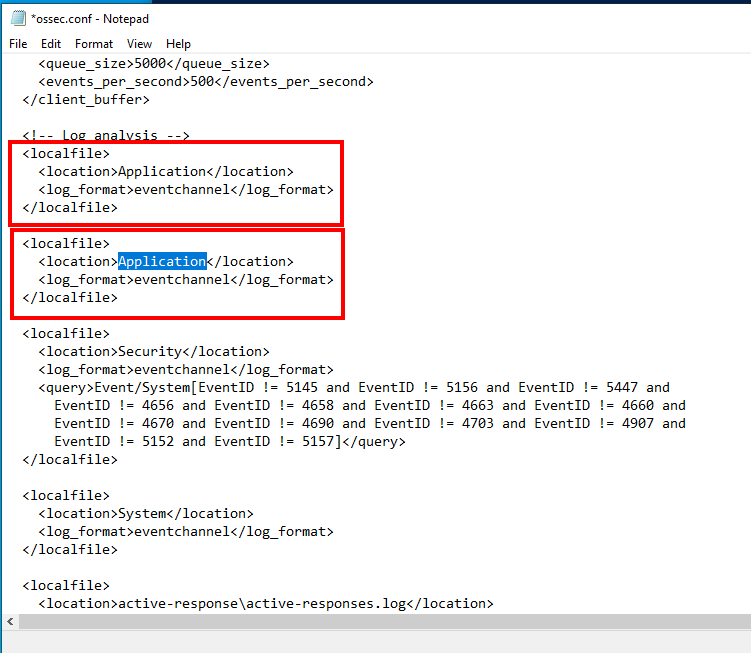 *ossec.conf - Notepad
File Edit Format View Help
<queue_size>5000</queue_size>
<events_per_second>500</events_per_second>
</client_buffer>
<!-- Log analysis -->
<localfile>
<location>Application</location>
<log_format>eventchannel</log_format>
</localfile>
<localfile>
<location>Application</location>
<log_format>eventchannel</log_format>
</localfile>
<localfile>
<location>Security</location>
<log_format>eventchannel</log_format>
<query>Event/System[EventID != 5145 and EventID != 5156 and EventID != 5447 and
EventID != 4656 and EventID != 4658 and EventID != 4663 and EventID != 4660 and
EventID != 4670 and EventID != 4690 and EventID != 4703 and EventID != 4907 and
EventID != 5152 and EventID != 5157]</query>
</localfile>
<localfile>
<location>System</location>
<log_format>eventchannel</log_format>
</localfile>
<localfile>
<location>active-response\active-responses.log</location>